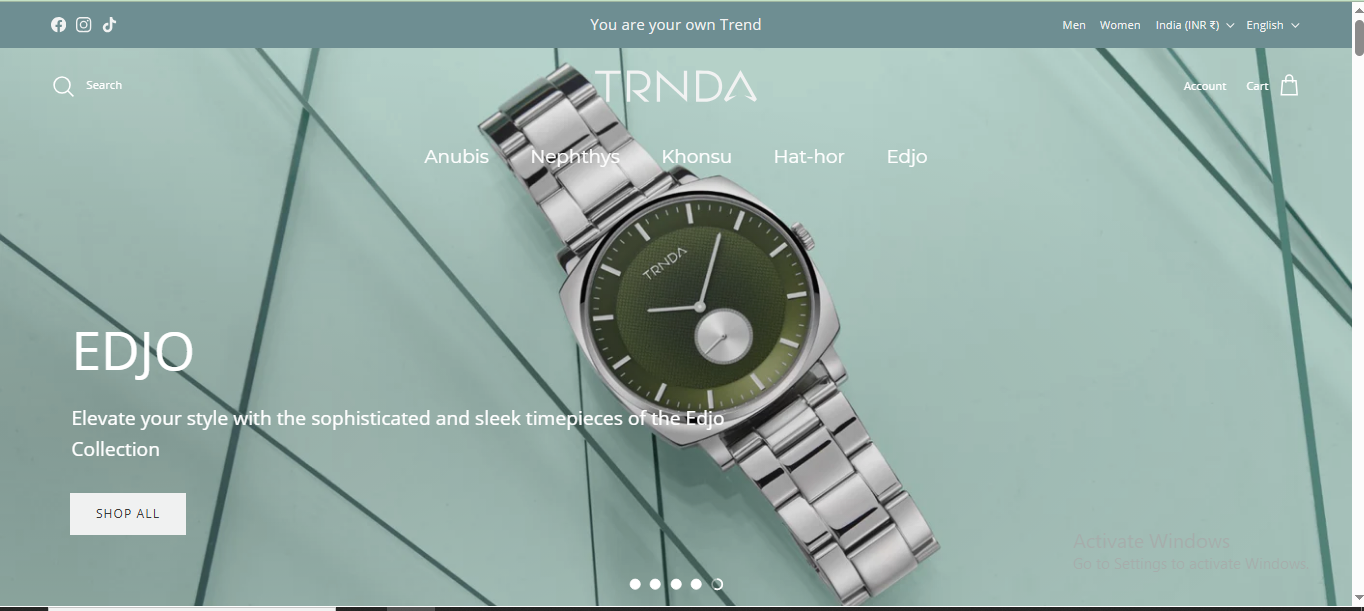 You are your own Trend
Men Women India (INR ₹) English
Search
TRNDA
Account Cart
Anubis Nephthys Khonsu Hat-hor Edjo
TRNDA
EDJO
Elevate your style with the sophisticated and sleek timepieces of the Edjo
Collection
SHOP ALL
Activate Windows
Go to Settings to activate Windows.